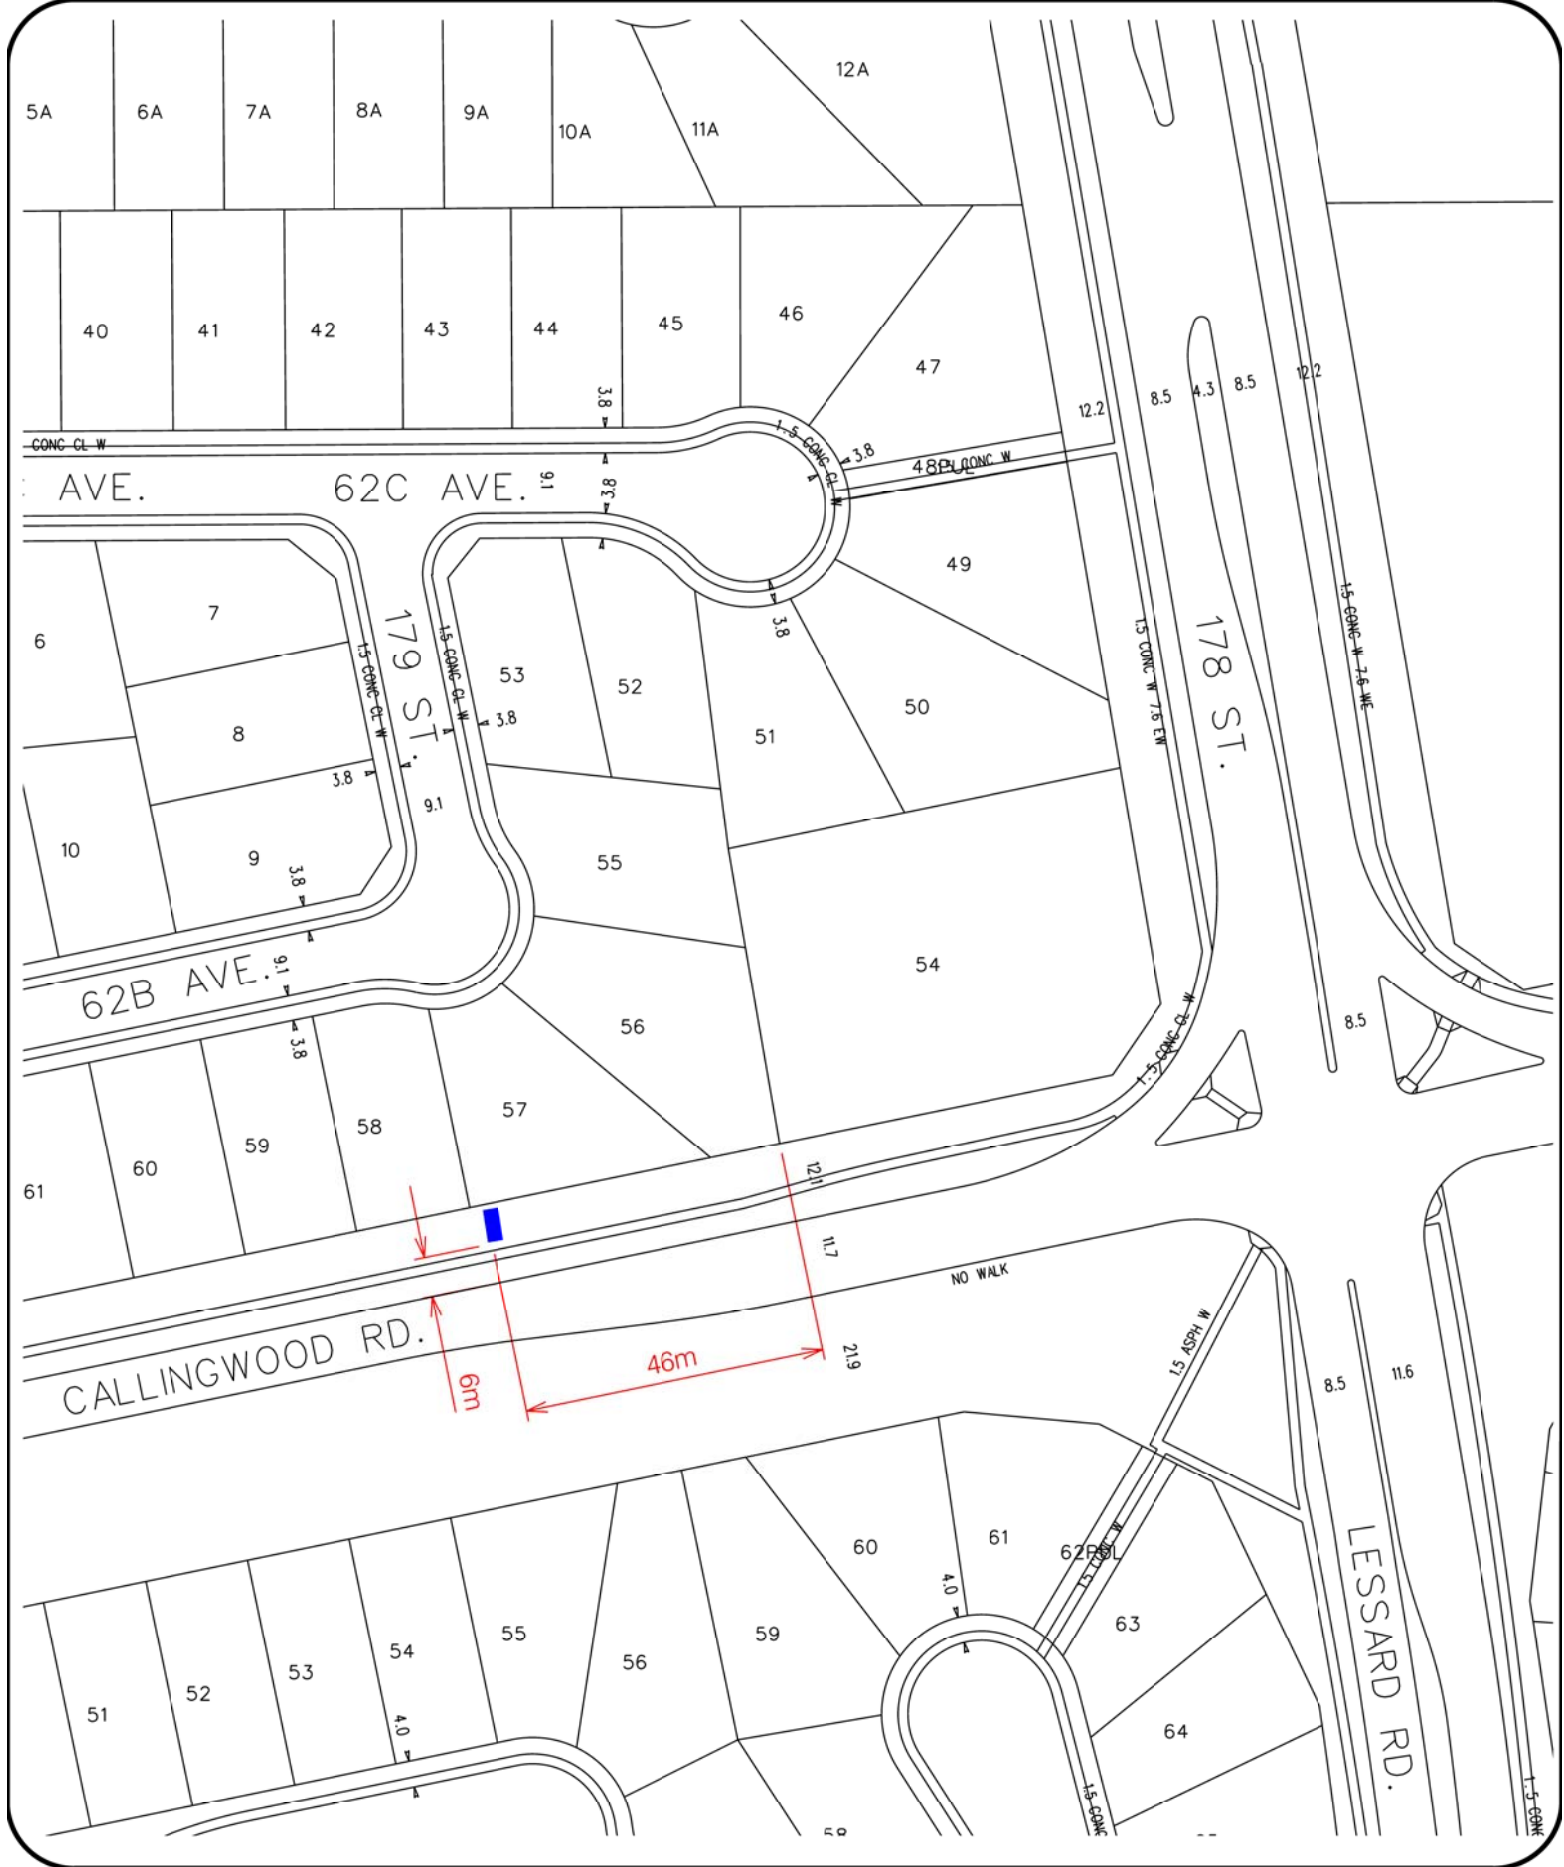 12A
5A 6A 7A 8A 9A 10A 11A
40 41 42 43 44 45 46
47
3.8
12.2 8.5 4.3 8.5 12.2
CONC CL W
1.5 CONC CL W
3.8
1.5 CONC W
AVE. 62C AVE. 9.1 3.8
49
3.8
6 7 53 52 51 50
179 ST.
1.5 CONC CL W
1.5 CONC CL W
3.8
3.8
9.1
178 ST.
1.5 CONC W 7.6 EW
1.5 CONC W 7.6 WE
8
10 9 55
3.8
54
62B AVE. 9.1
3.8
56
8.5
1.5 CONC CL W
61 60 59 58 57
12.1
11.7
NO WALK
CALLINGWOOD RD.
6m
46m
21.9
1.5 ASPH W
8.5 11.6
LESSARD RD.
60 61
62PUL
1.5 CONC W
4.0
51 52 53 54 55 56 59 63
64
4.0
1.5 CONC
1.5 CONC